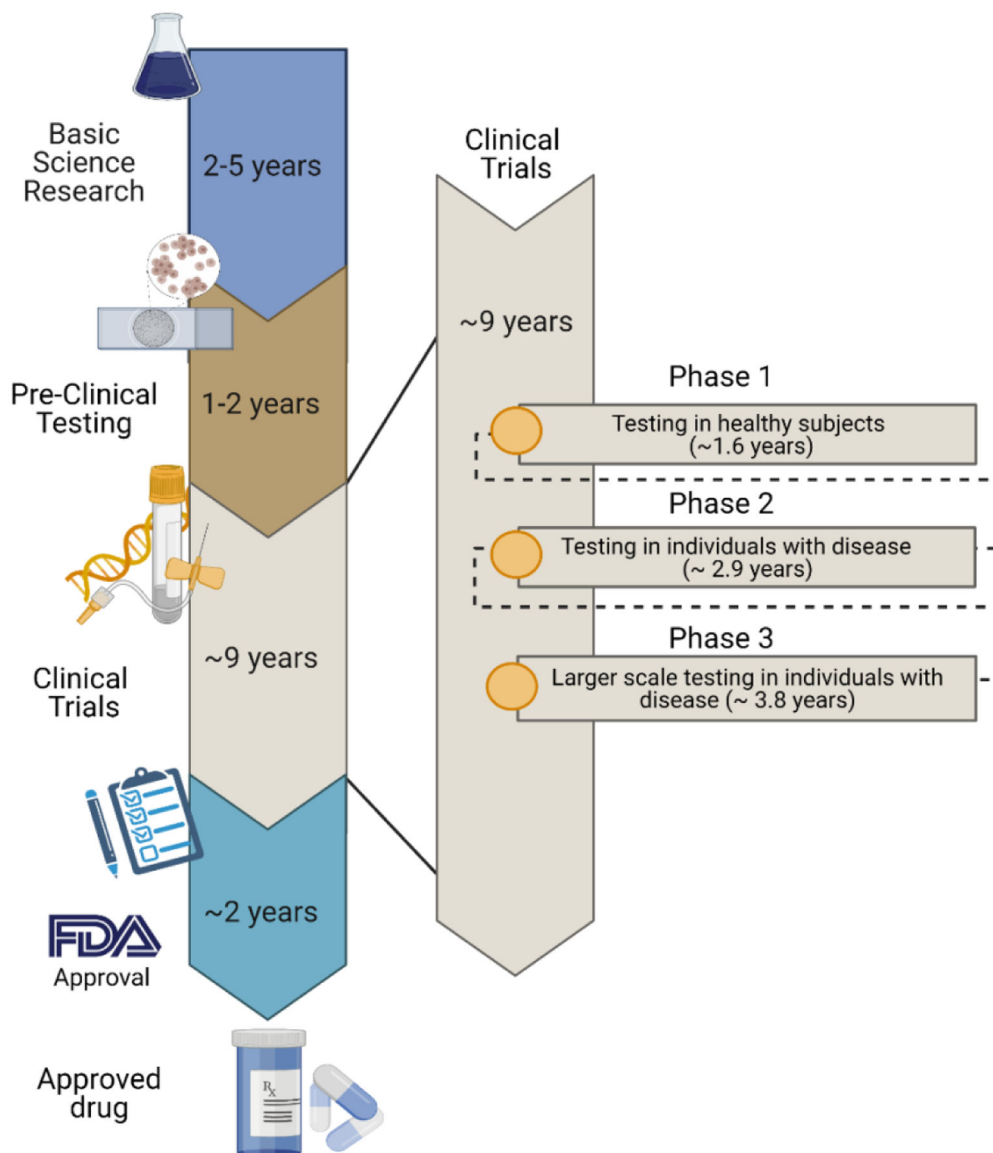 Basic
Science
Research
2-5 years
Pre-Clinical
Testing
1-2 years
Clinical
Trials
~9 years
FDA
Approval
~2 years
Approved
drug
Rx
Clinical
Trials
~9 years
Phase 1
Testing in healthy subjects
(~1.6 years)
Phase 2
Testing in individuals with disease
(~ 2.9 years)
Phase 3
Larger scale testing in individuals with
disease (~ 3.8 years)